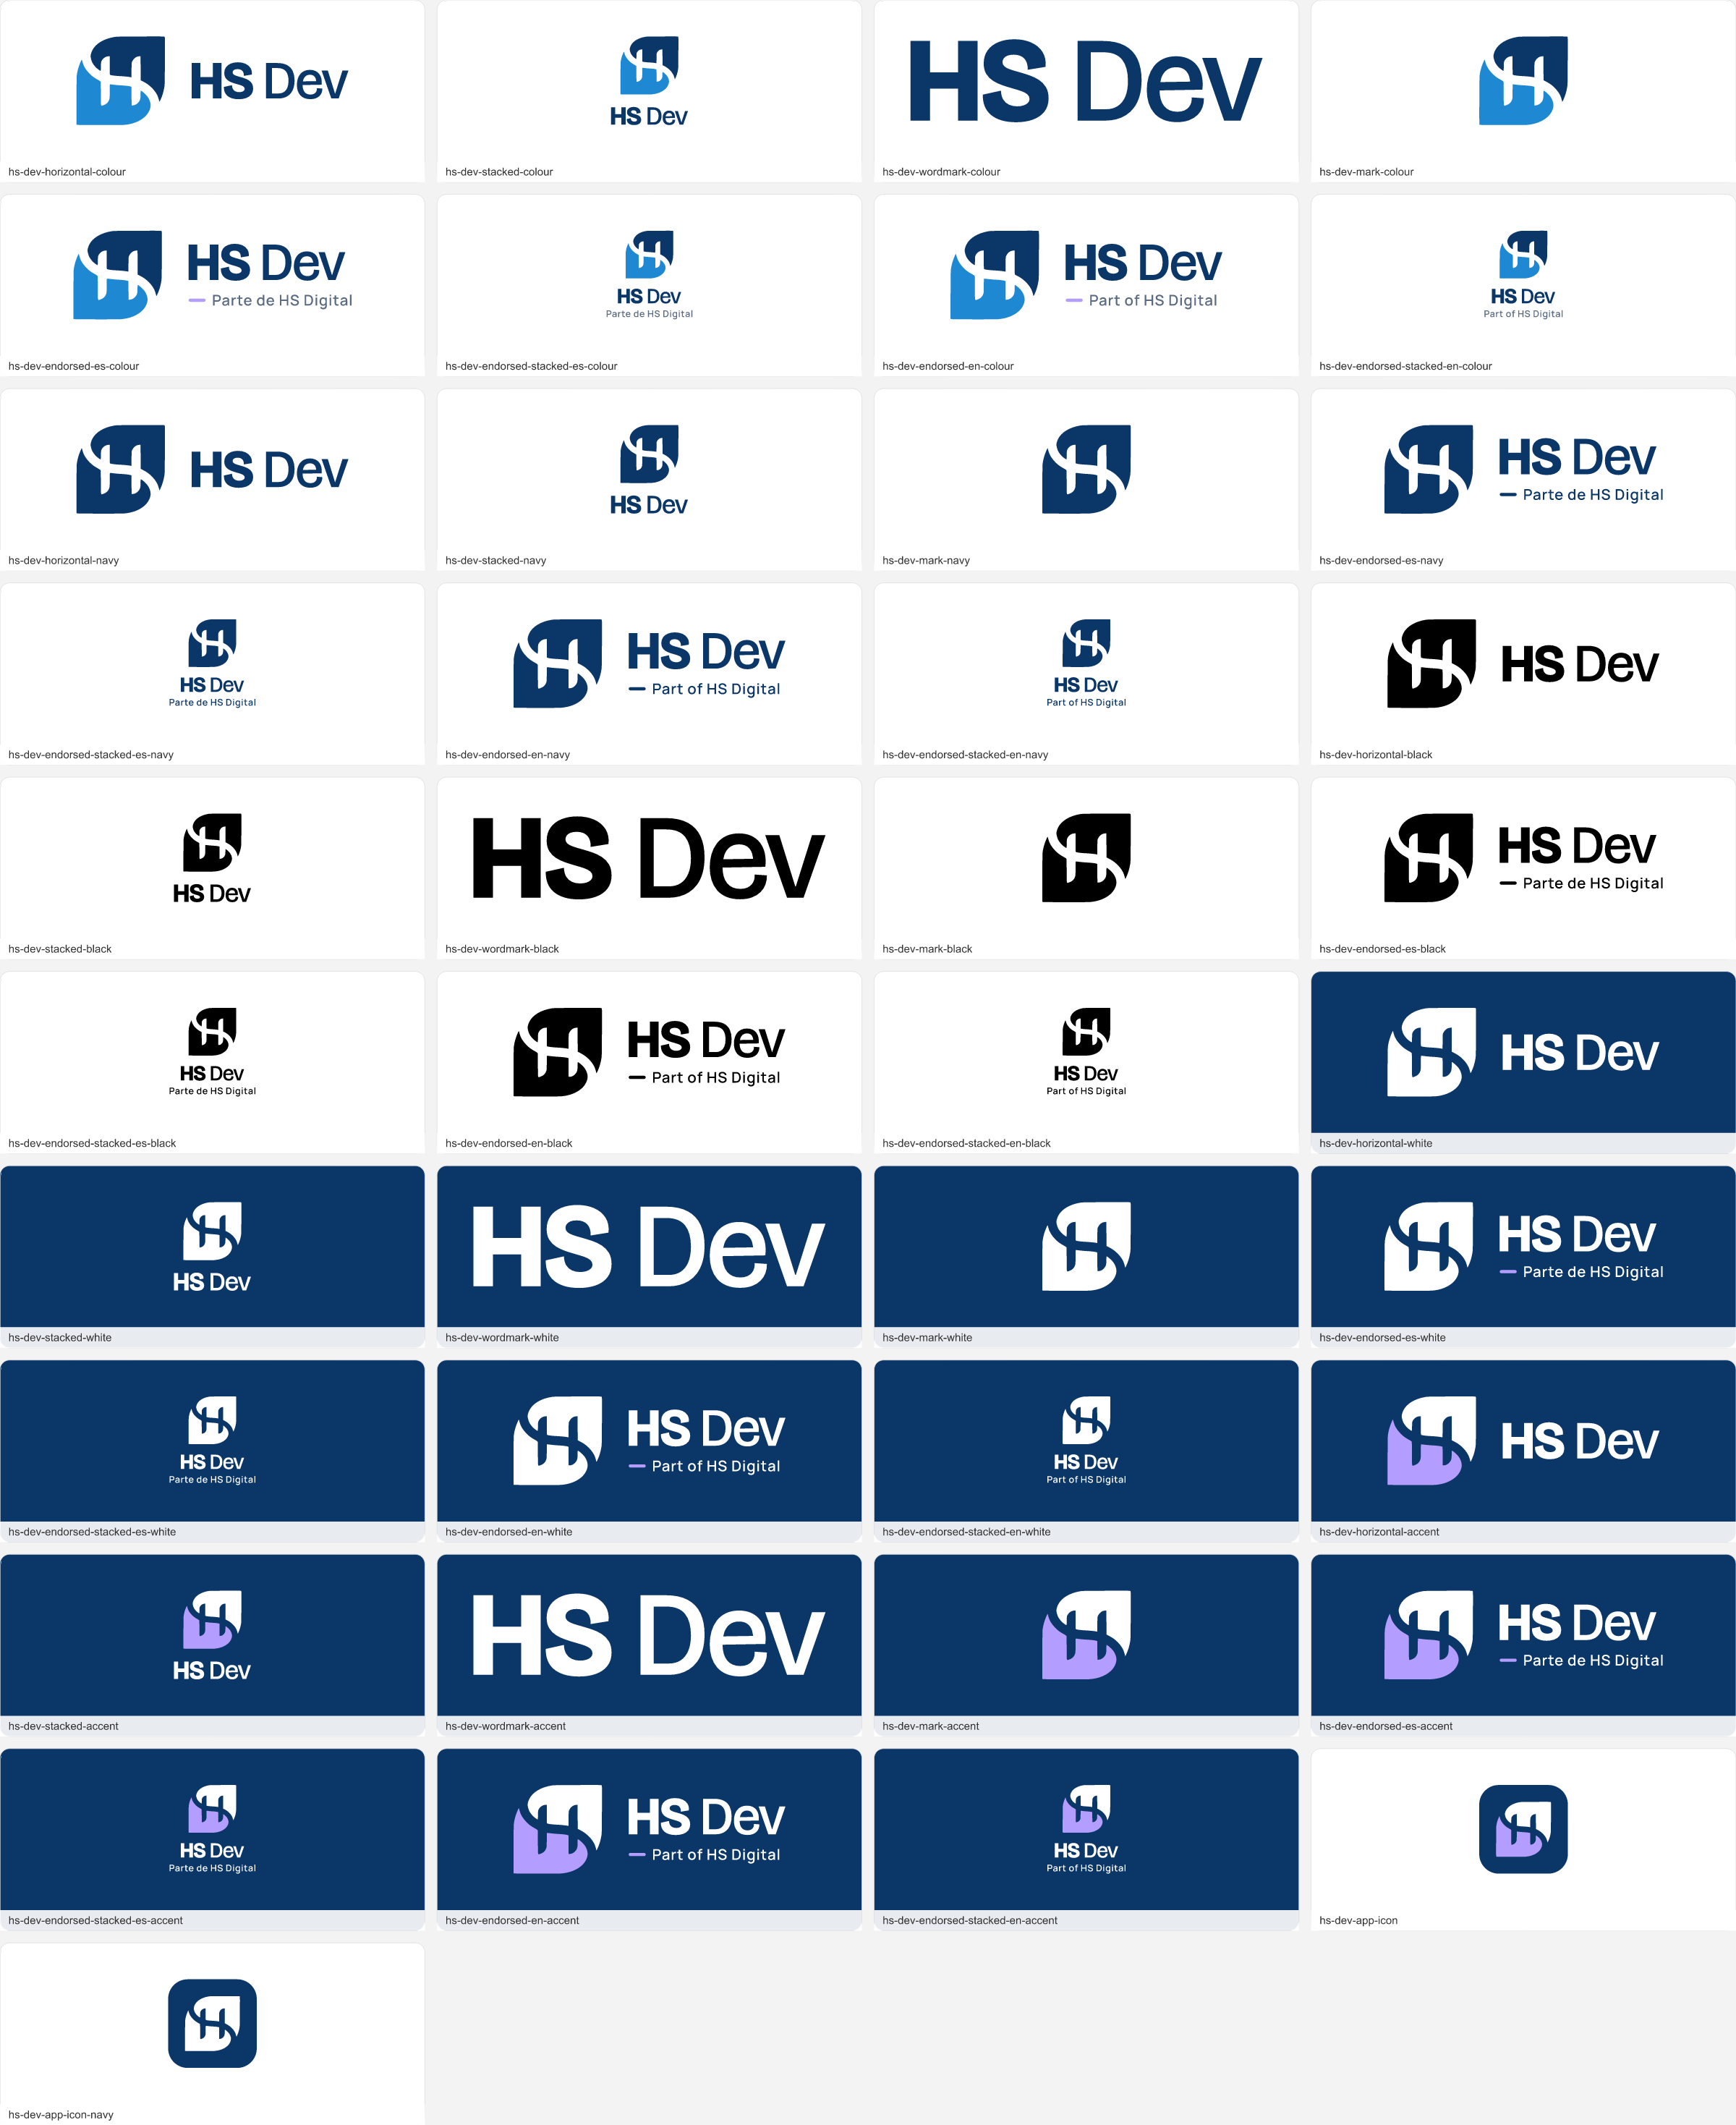 HS Dev
hs-dev-horizontal-colour
HS Dev
hs-dev-stacked-colour
HS Dev
hs-dev-wordmark-colour
hs-dev-mark-colour
HS Dev
Parte de HS Digital
hs-dev-endorsed-es-colour
HS Dev
Parte de HS Digital
hs-dev-endorsed-stacked-es-colour
HS Dev
Part of HS Digital
hs-dev-endorsed-en-colour
HS Dev
Part of HS Digital
hs-dev-endorsed-stacked-en-colour
HS Dev
hs-dev-horizontal-navy
HS Dev
hs-dev-stacked-navy
hs-dev-mark-navy
HS Dev
Parte de HS Digital
hs-dev-endorsed-es-navy
HS Dev
Parte de HS Digital
hs-dev-endorsed-stacked-es-navy
HS Dev
Part of HS Digital
hs-dev-endorsed-en-navy
HS Dev
Part of HS Digital
hs-dev-endorsed-stacked-en-navy
HS Dev
hs-dev-horizontal-black
HS Dev
hs-dev-stacked-black
HS Dev
hs-dev-wordmark-black
hs-dev-mark-black
HS Dev
Parte de HS Digital
hs-dev-endorsed-es-black
HS Dev
Parte de HS Digital
hs-dev-endorsed-stacked-es-black
HS Dev
Part of HS Digital
hs-dev-endorsed-en-black
HS Dev
Part of HS Digital
hs-dev-endorsed-stacked-en-black
HS Dev
hs-dev-horizontal-white
HS Dev
hs-dev-stacked-white
HS Dev
hs-dev-wordmark-white
hs-dev-mark-white
HS Dev
Parte de HS Digital
hs-dev-endorsed-es-white
HS Dev
Parte de HS Digital
hs-dev-endorsed-stacked-es-white
HS Dev
Part of HS Digital
hs-dev-endorsed-en-white
HS Dev
Part of HS Digital
hs-dev-endorsed-stacked-en-white
HS Dev
hs-dev-horizontal-accent
HS Dev
hs-dev-stacked-accent
HS Dev
hs-dev-wordmark-accent
hs-dev-mark-accent
HS Dev
Parte de HS Digital
hs-dev-endorsed-es-accent
HS Dev
Parte de HS Digital
hs-dev-endorsed-stacked-es-accent
HS Dev
Part of HS Digital
hs-dev-endorsed-en-accent
HS Dev
Part of HS Digital
hs-dev-endorsed-stacked-en-accent
hs-dev-app-icon
hs-dev-app-icon-navy